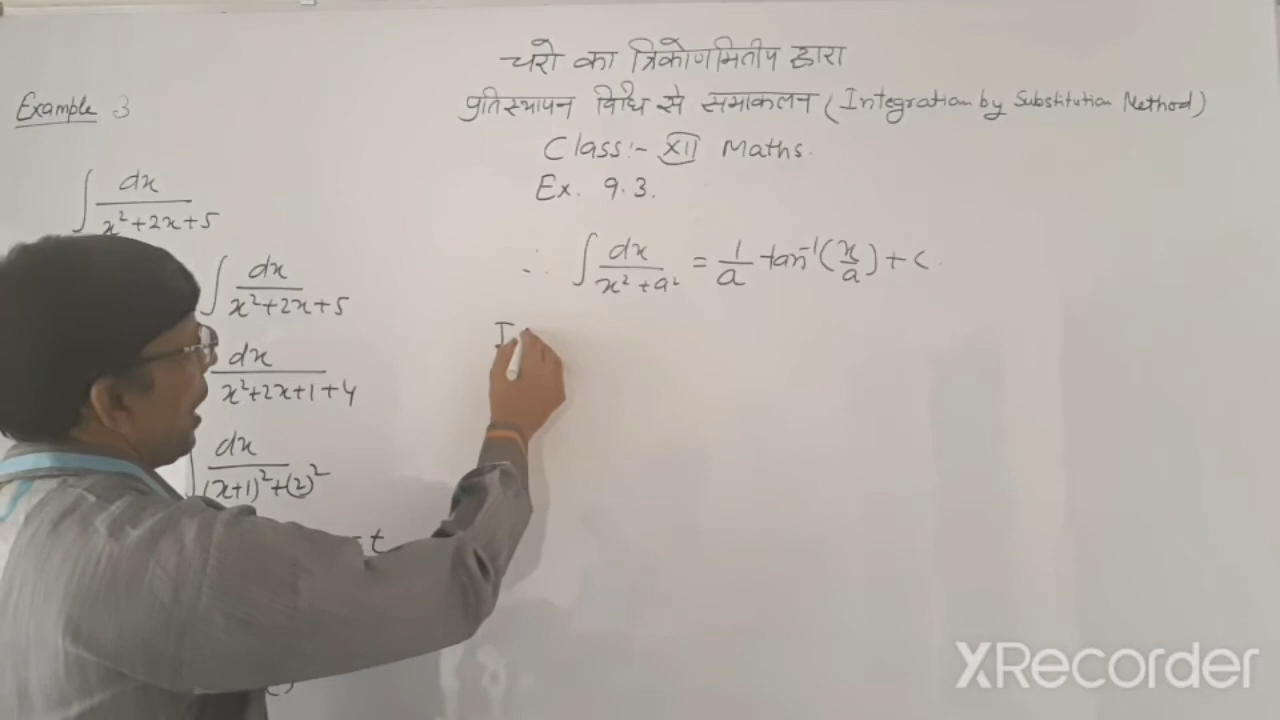 चरो का त्रिकोणमितीय द्वारा
प्रतिस्थापन विधि से समाकलन (Integration by Substitution Method)
Class:- XII Maths.
Ex. 9.3.
Example 3
∫ dx / x²+2x+5
∫ dx / x²+2x+5
dx / x²+2x+1+4
∫ dx / (x+1)²+(2)²
=t
∴ ∫ dx / x²+a² = 1/a tan⁻¹(x/a)+c
I
XRecorder